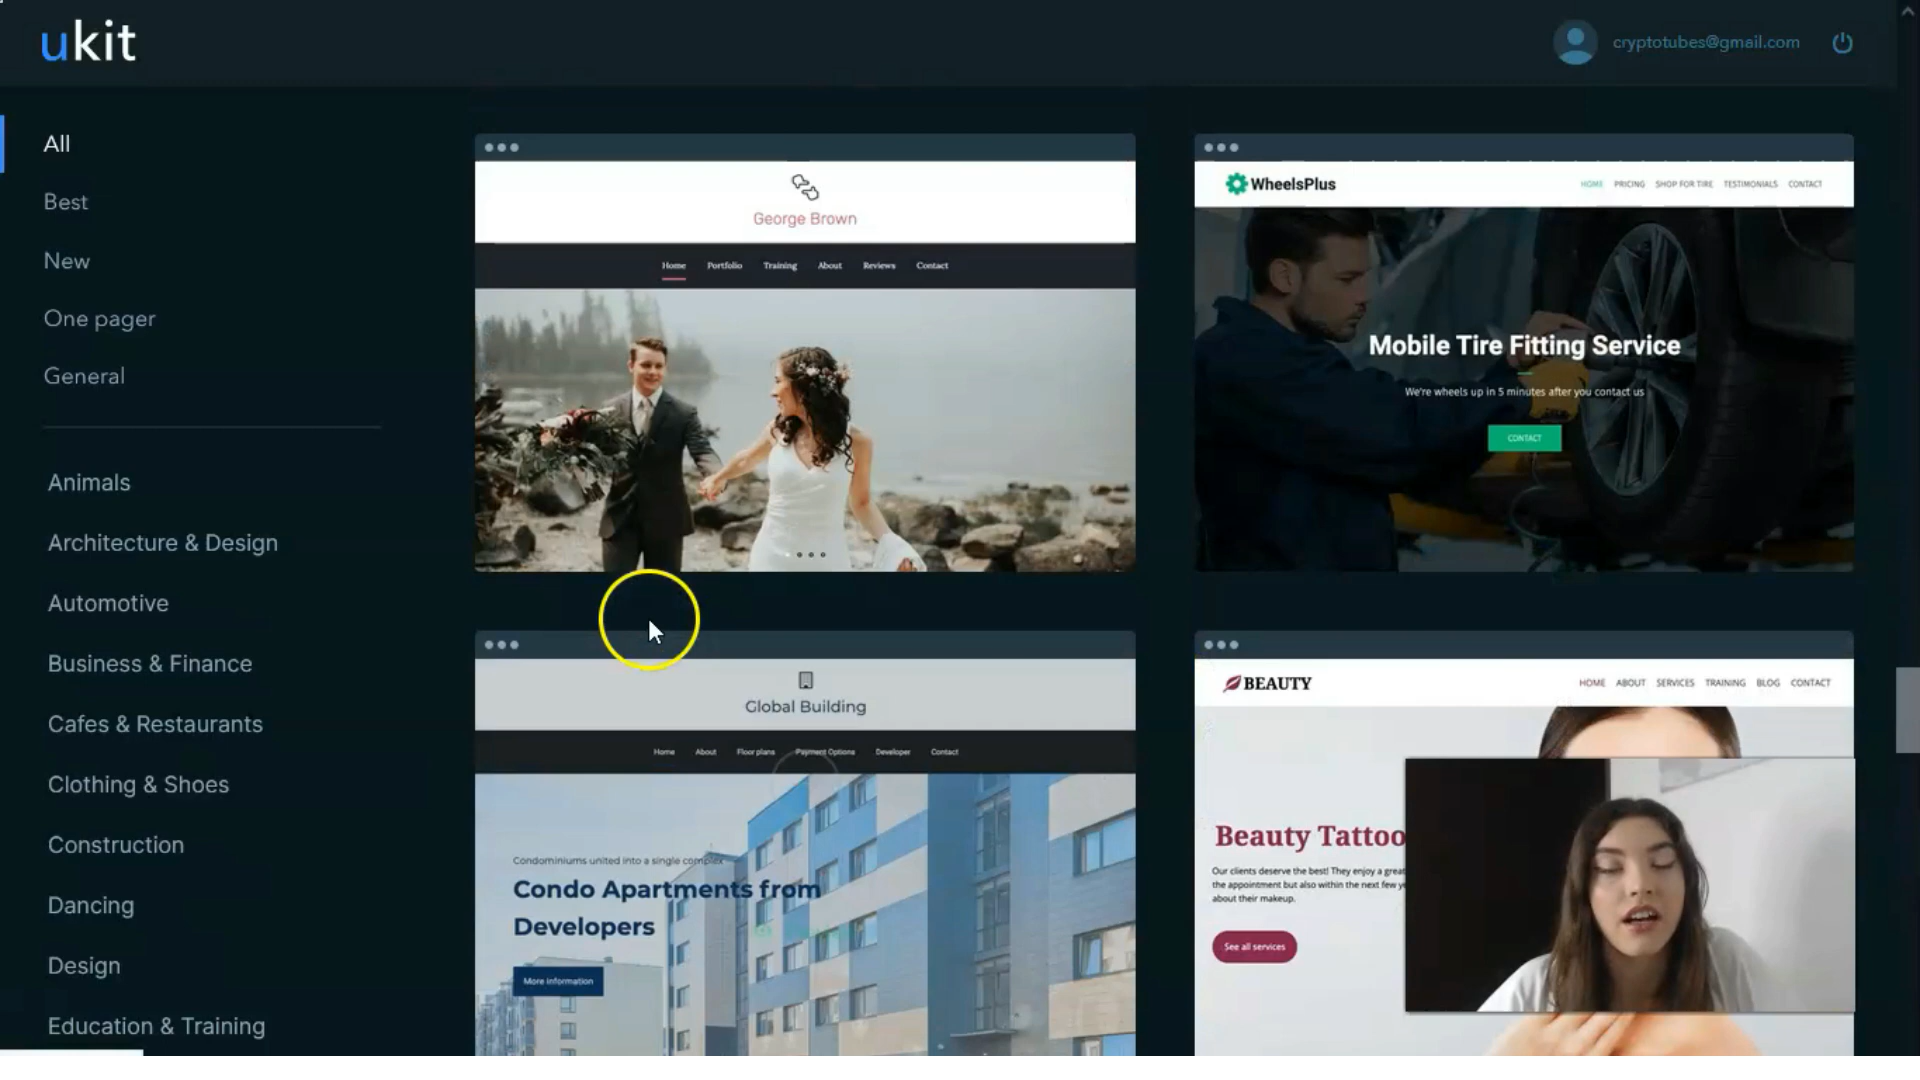 ukit
cryptotubes@gmail.com
All
Best
New
One pager
General
Animals
Architecture & Design
Automotive
Business & Finance
Cafes & Restaurants
Clothing & Shoes
Construction
Dancing
Design
Education & Training
George Brown
Home Portfolio Training About Reviews Contact
WheelsPlus
HOME PRICING SHOP FOR TIRE TESTIMONIALS CONTACT
Mobile Tire Fitting Service
We're wheels up in 5 minutes after you contact us
CONTACT
Global Building
Home About Floor plans Payment Options Developer Contact
Condominiums united into a single complex
Condo Apartments from
Developers
More information
BEAUTY
HOME ABOUT SERVICES TRAINING BLOG CONTACT
Beauty Tattoo
Our clients deserve the best! They enjoy a great
the appointment but also within the next few
about their makeup.
See all services